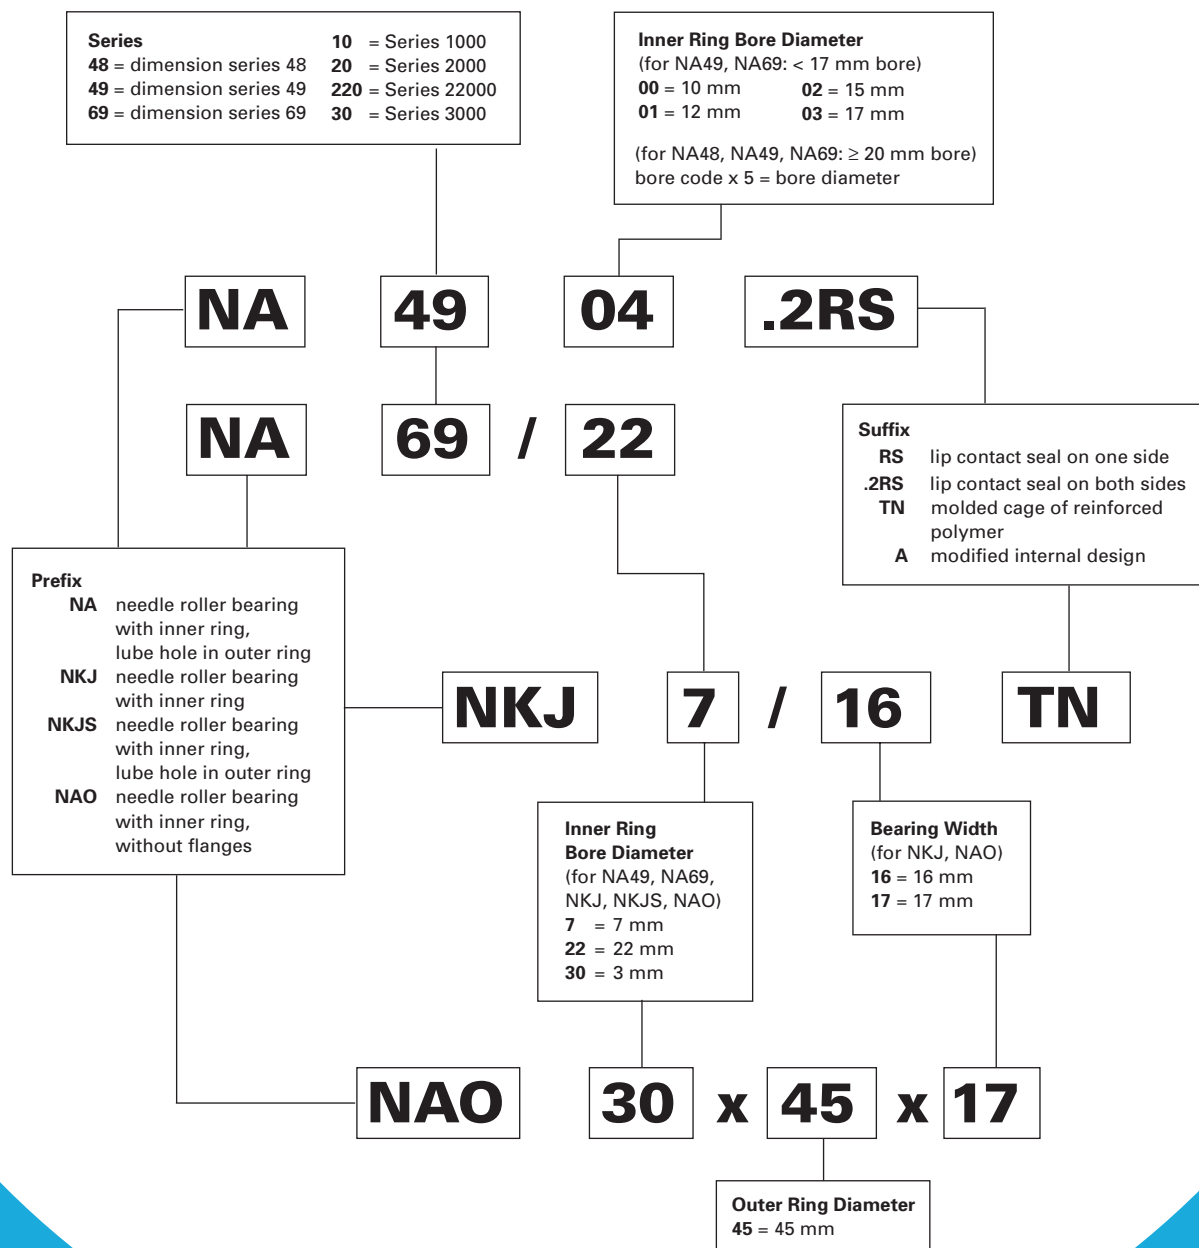 Series
48 = dimension series 48
49 = dimension series 49
69 = dimension series 69
10 = Series 1000
20 = Series 2000
220 = Series 22000
30 = Series 3000
Inner Ring Bore Diameter
(for NA49, NA69: < 17 mm bore)
00 = 10 mm 02 = 15 mm
01 = 12 mm 03 = 17 mm
(for NA48, NA49, NA69: ≥ 20 mm bore)
bore code x 5 = bore diameter
NA 49 04 .2RS
NA 69 / 22
Suffix
RS lip contact seal on one side
.2RS lip contact seal on both sides
TN molded cage of reinforced
polymer
A modified internal design
Prefix
NA needle roller bearing
with inner ring,
lube hole in outer ring
NKJ needle roller bearing
with inner ring
NKJS needle roller bearing
with inner ring,
lube hole in outer ring
NAO needle roller bearing
with inner ring,
without flanges
NKJ 7 / 16 TN
Inner Ring
Bore Diameter
(for NA49, NA69,
NKJ, NKJS, NAO)
7 = 7 mm
22 = 22 mm
30 = 3 mm
Bearing Width
(for NKJ, NAO)
16 = 16 mm
17 = 17 mm
NAO 30 x 45 x 17
Outer Ring Diameter
45 = 45 mm